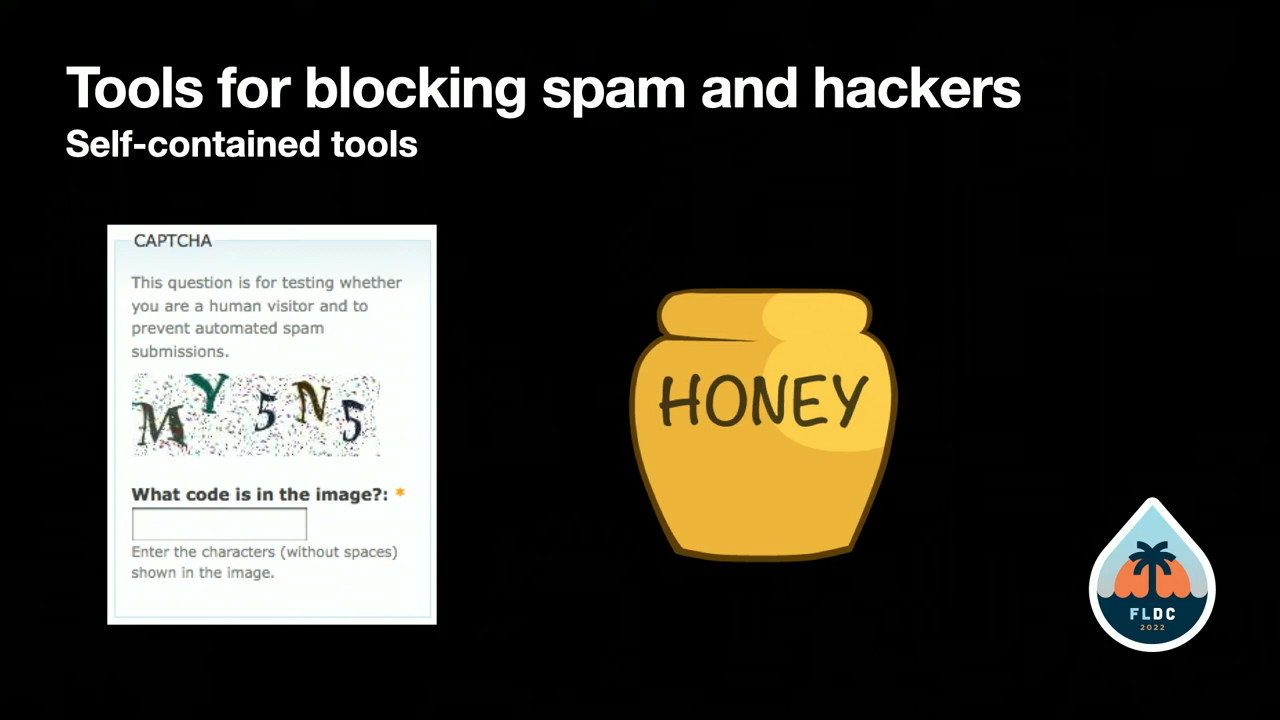 Tools for blocking spam and hackers
Self-contained tools
CAPTCHA
This question is for testing whether
you are a human visitor and to
prevent automated spam
submissions.
MY5N5
What code is in the image?: *
Enter the characters (without spaces)
shown in the image.
HONEY
FLDC
2022